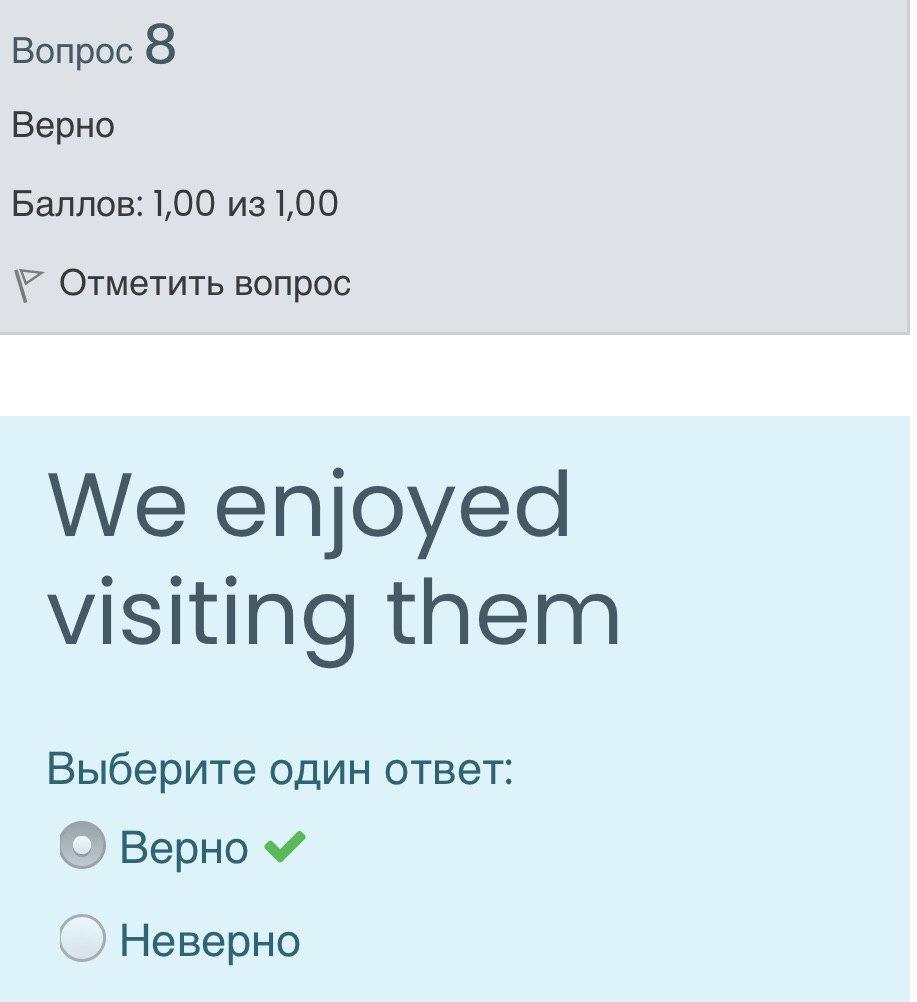 Вопрос 8
Верно
Баллов: 1,00 из 1,00
Отметить вопрос
We enjoyed
visiting them
Выберите один ответ:
Верно
Неверно